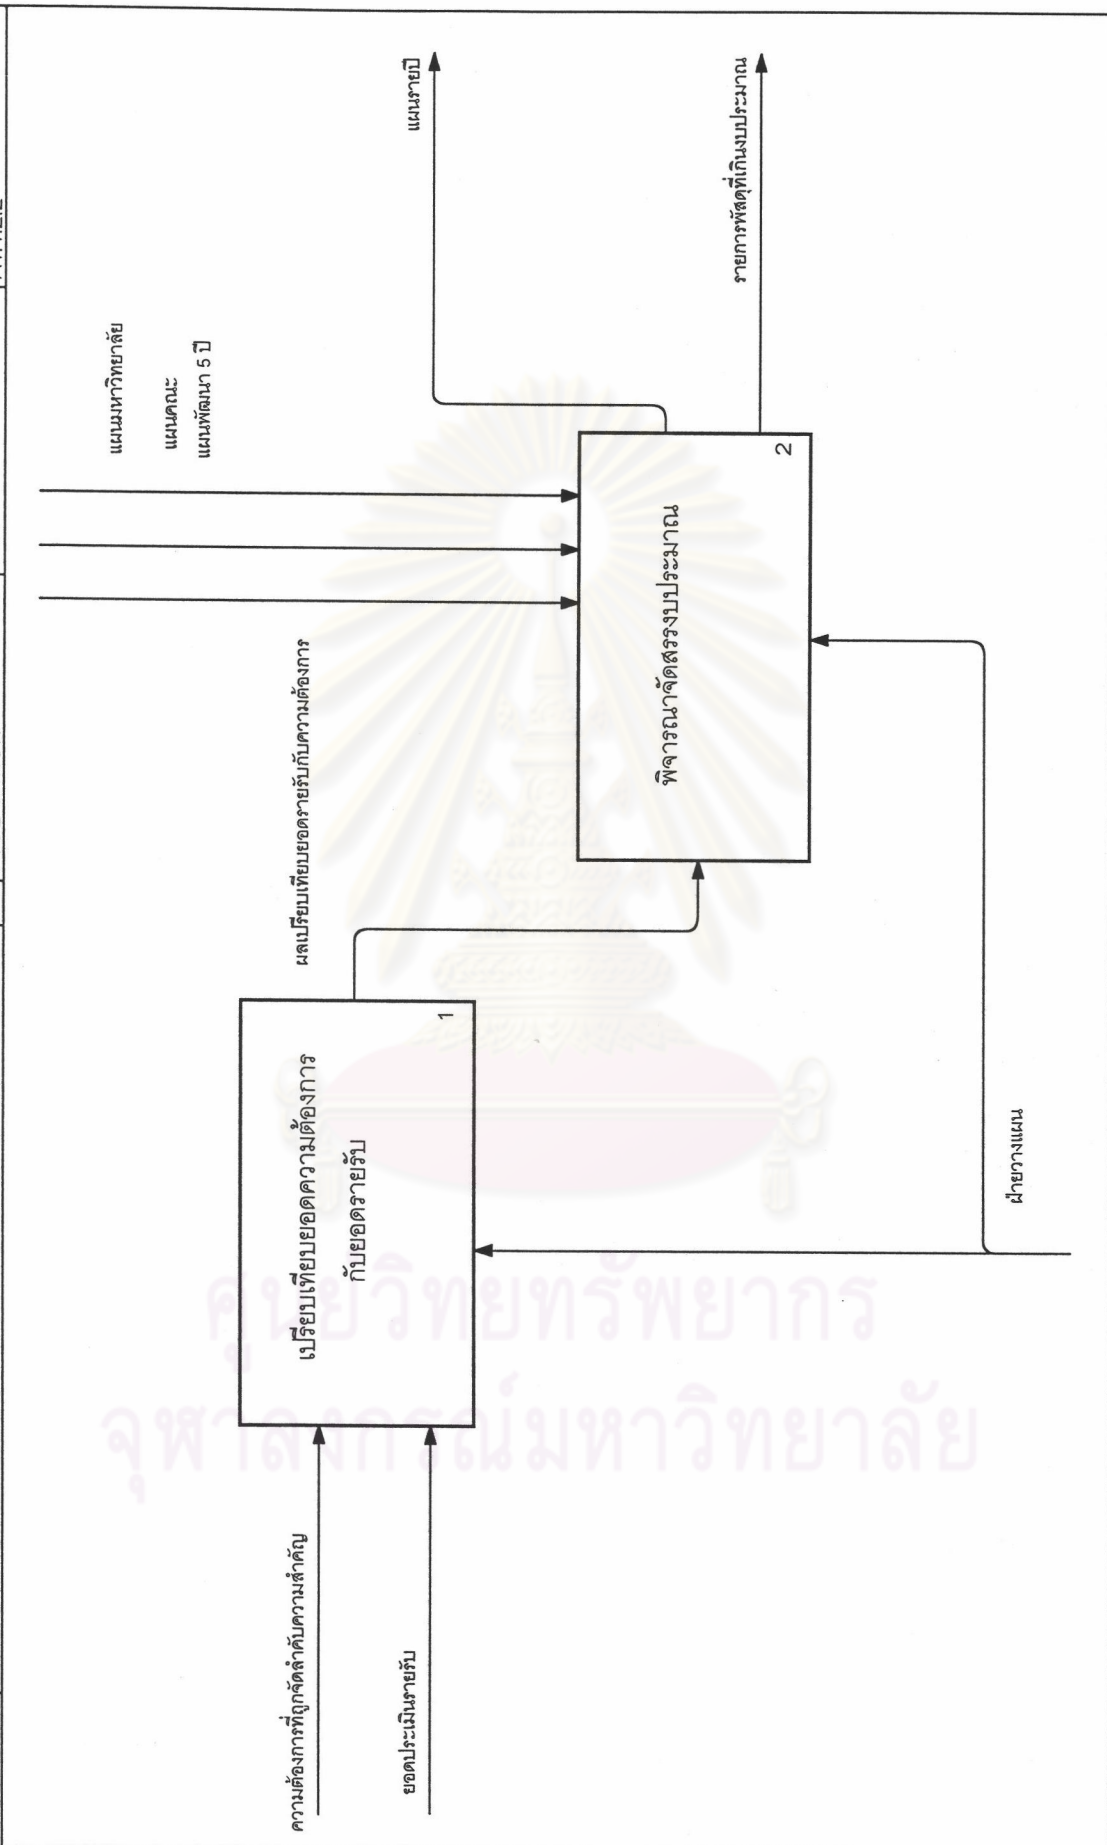 แผนมหาวิทยาลัย
แผนคณะ
แผนพัฒนา 5 ปี
แผนรายปี
รายการพัสดุที่เกินงบประมาณ
ผลเปรียบเทียบยอดรายรับกับความต้องการ
ความต้องการที่ถูกจัดลำดับความสำคัญ
ยอดประเมินรายรับ
เปรียบเทียบยอดความต้องการ
กับยอดรายรับ
1
พิจารณาจัดสรรงบประมาณ
2
ฝ่ายวางแผน
ศูนย์วิทยทรัพยากร
จุฬาลงกรณ์มหาวิทยาลัย